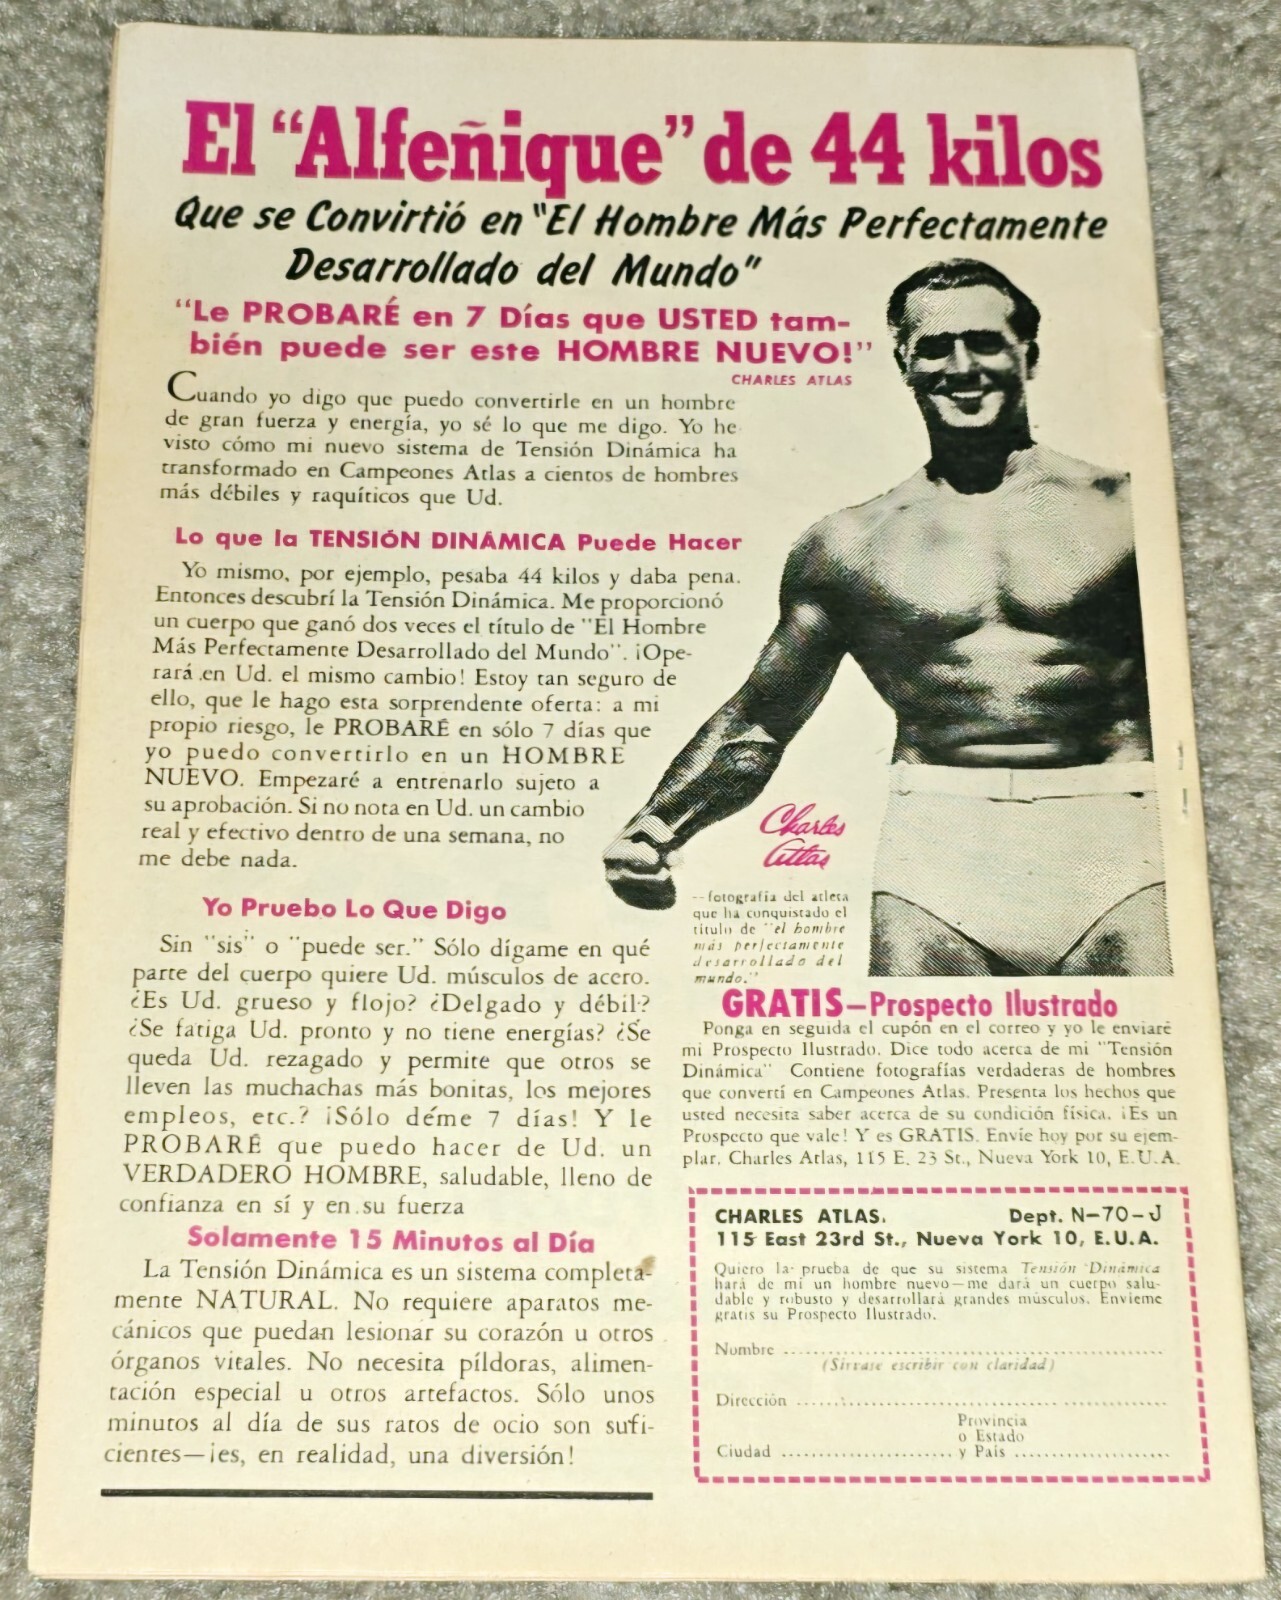 El "Alfeñique" de 44 kilos
Que se Convirtió en "El Hombre Más Perfectamente
Desarrollado del Mundo"
"Le PROBARÉ en 7 Días que USTED tam-
bién puede ser este HOMBRE NUEVO!"
CHARLES ATLAS
Cuando yo digo que puedo convertirle en un hombre
de gran fuerza y energía, yo sé lo que me digo. Yo he
visto cómo mi nuevo sistema de Tensión Dinámica ha
transformado en Campeones Atlas a cientos de hombres
más débiles y raquíticos que Ud.
Lo que la TENSIÓN DINÁMICA Puede Hacer
Yo mismo, por ejemplo, pesaba 44 kilos y daba pena.
Entonces descubrí la Tensión Dinámica. Me proporcionó
un cuerpo que ganó dos veces el título de "El Hombre
Más Perfectamente Desarrollado del Mundo". ¡Ope-
rará en Ud. el mismo cambio! Estoy tan seguro de
ello, que le hago esta sorprendente oferta: a mi
propio riesgo, le PROBARÉ en sólo 7 días que
yo puedo convertirlo en un HOMBRE
NUEVO. Empezaré a entrenarlo sujeto a
su aprobación. Si no nota en Ud. un cambio
real y efectivo dentro de una semana, no
me debe nada.
Yo Pruebo Lo Que Digo
Sin "sis" o "puede ser." Sólo dígame en qué
parte del cuerpo quiere Ud. músculos de acero.
¿Es Ud. grueso y flojo? ¿Delgado y débil?
¿Se fatiga Ud. pronto y no tiene energías? ¿Se
queda Ud. rezagado y permite que otros se
lleven las muchachas más bonitas, los mejores
empleos, etc.? ¡Sólo déme 7 días! Y le
PROBARÉ que puedo hacer de Ud. un
VERDADERO HOMBRE, saludable, lleno de
confianza en sí y en su fuerza
Solamente 15 Minutos al Día
La Tensión Dinámica es un sistema completa-
mente NATURAL. No requiere aparatos me-
cánicos que puedan lesionar su corazón u otros
órganos vitales. No necesita píldoras, alimen-
tación especial u otros artefactos. Sólo unos
minutos al día de sus ratos de ocio son sufi-
cientes—¡es, en realidad, una diversión!
Charles
Atlas
--fotografía del atleta
que ha conquistado el
título de "el hombre
más perfectamente
desarrollado del
mundo."
GRATIS—Prospecto Ilustrado
Ponga en seguida el cupón en el correo y yo le enviaré
mi Prospecto Ilustrado. Dice todo acerca de mi "Tensión
Dinámica" Contiene fotografías verdaderas de hombres
que convertí en Campeones Atlas. Presenta los hechos que
usted necesita saber acerca de su condición física. ¡Es un
Prospecto que vale! Y es GRATIS. Envíe hoy por su ejem-
plar. Charles Atlas, 115 E. 23 St., Nueva York 10, E.U.A.
CHARLES ATLAS. Dept. N-70-J
115 East 23rd St., Nueva York 10, E.U.A.
Quiero la prueba de que su sistema Tensión Dinámica
hará de mi un hombre nuevo—me dará un cuerpo salu-
dable y robusto y desarrollará grandes músculos. Envíeme
gratis su Prospecto Ilustrado.
Nombre
(Sírvase escribir con claridad)
Dirección
Provincia
o Estado
Ciudad y País